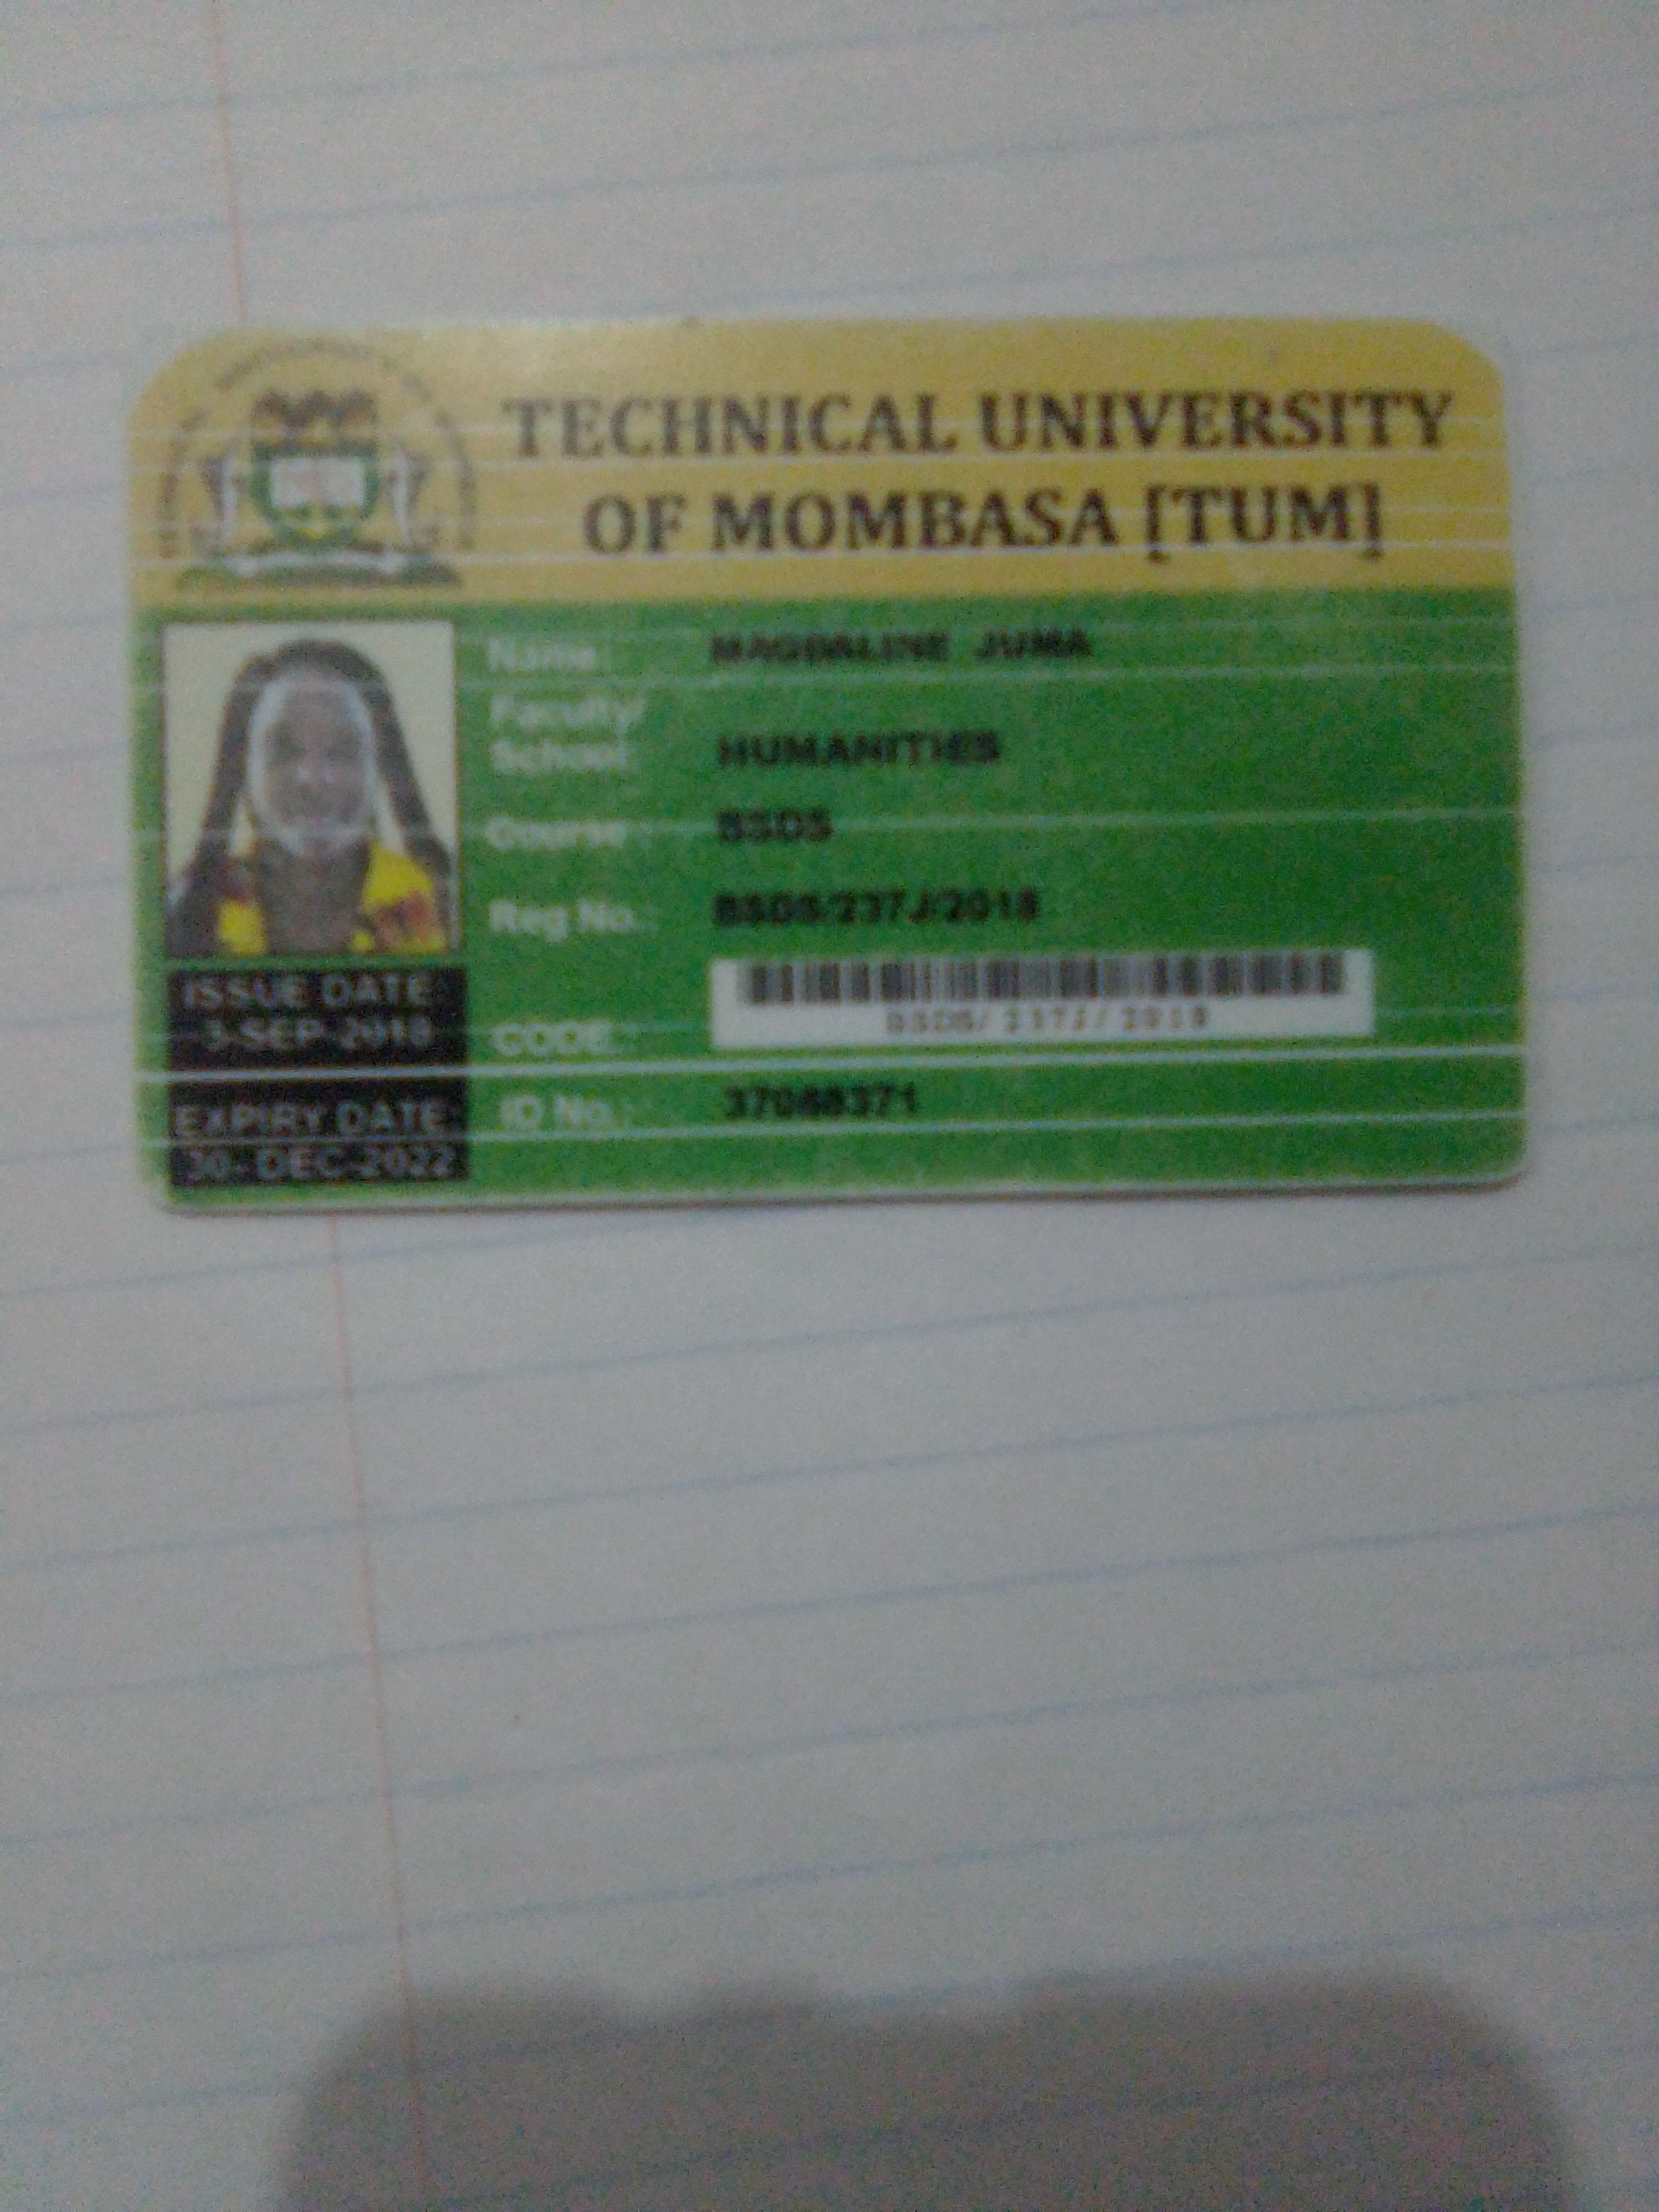 TECHNICAL UNIVERSITY
OF MOMBASA [TUM]
Name: MAGDALINE JUMA
Faculty/
School: HUMANITIES
Course: BSDS
Reg No.: BSDS/237J/2018
BSDS/237J/2018
CODE:
ID No.:
ISSUE DATE
3-SEP-2018
EXPIRY DATE
30-DEC-2022